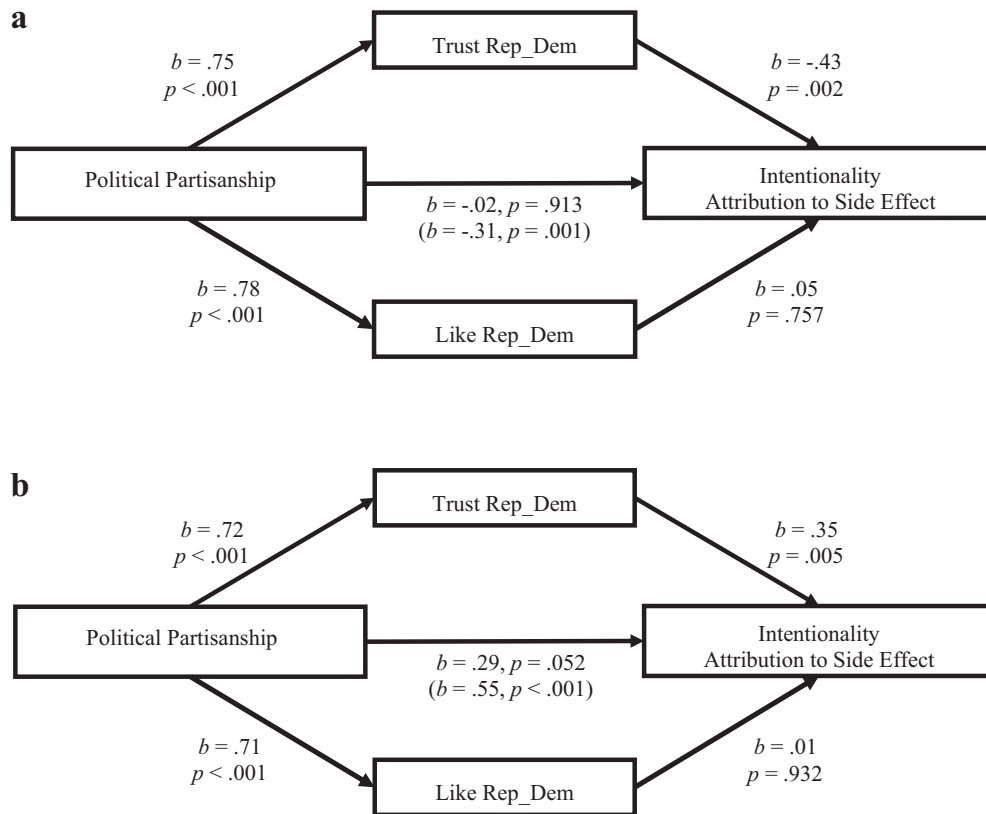 a
Trust Rep_Dem
b = .75
p < .001
b = -.43
p = .002
Political Partisanship
Intentionality
Attribution to Side Effect
b = -.02, p = .913
(b = -.31, p = .001)
b = .78
p < .001
b = .05
p = .757
Like Rep_Dem
b
Trust Rep_Dem
b = .72
p < .001
b = .35
p = .005
Political Partisanship
Intentionality
Attribution to Side Effect
b = .29, p = .052
(b = .55, p < .001)
b = .71
p < .001
b = .01
p = .932
Like Rep_Dem